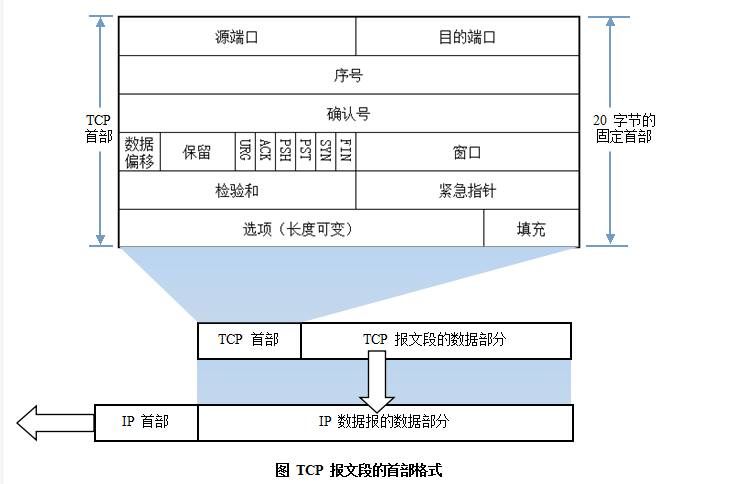 源端口 目的端口
序号
TCP
首部
确认号
20 字节的
固定首部
数据
偏移
保留
URG
ACK
PSH
PST
SYN
FIN
窗口
检验和 紧急指针
选项（长度可变） 填充
TCP 首部 TCP 报文段的数据部分
IP 首部 IP 数据报的数据部分
图 TCP 报文段的首部格式